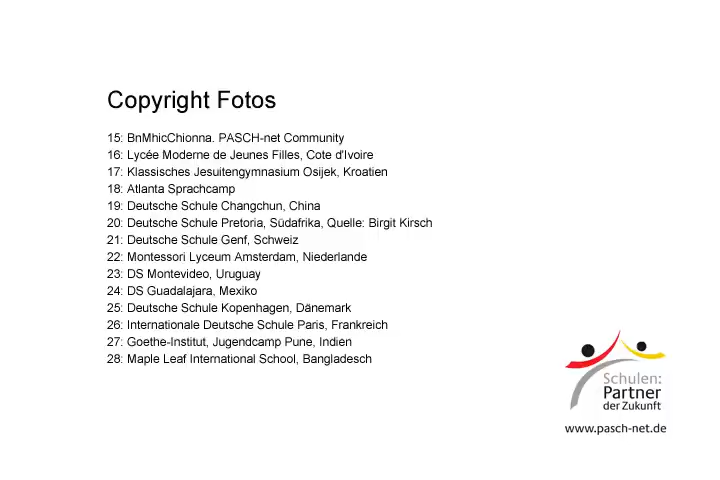 Copyright Fotos
15: BnMhicChionna. PASCH-net Community
16: Lycée Moderne de Jeunes Filles, Cote d'Ivoire
17: Klassisches Jesuitengymnasium Osijek, Kroatien
18: Atlanta Sprachcamp
19: Deutsche Schule Changchun, China
20: Deutsche Schule Pretoria, Südafrika, Quelle: Birgit Kirsch
21: Deutsche Schule Genf, Schweiz
22: Montessori Lyceum Amsterdam, Niederlande
23: DS Montevideo, Uruguay
24: DS Guadalajara, Mexiko
25: Deutsche Schule Kopenhagen, Dänemark
26: Internationale Deutsche Schule Paris, Frankreich
27: Goethe-Institut, Jugendcamp Pune, Indien
28: Maple Leaf International School, Bangladesch
Schulen:
Partner
der Zukunft
www.pasch-net.de